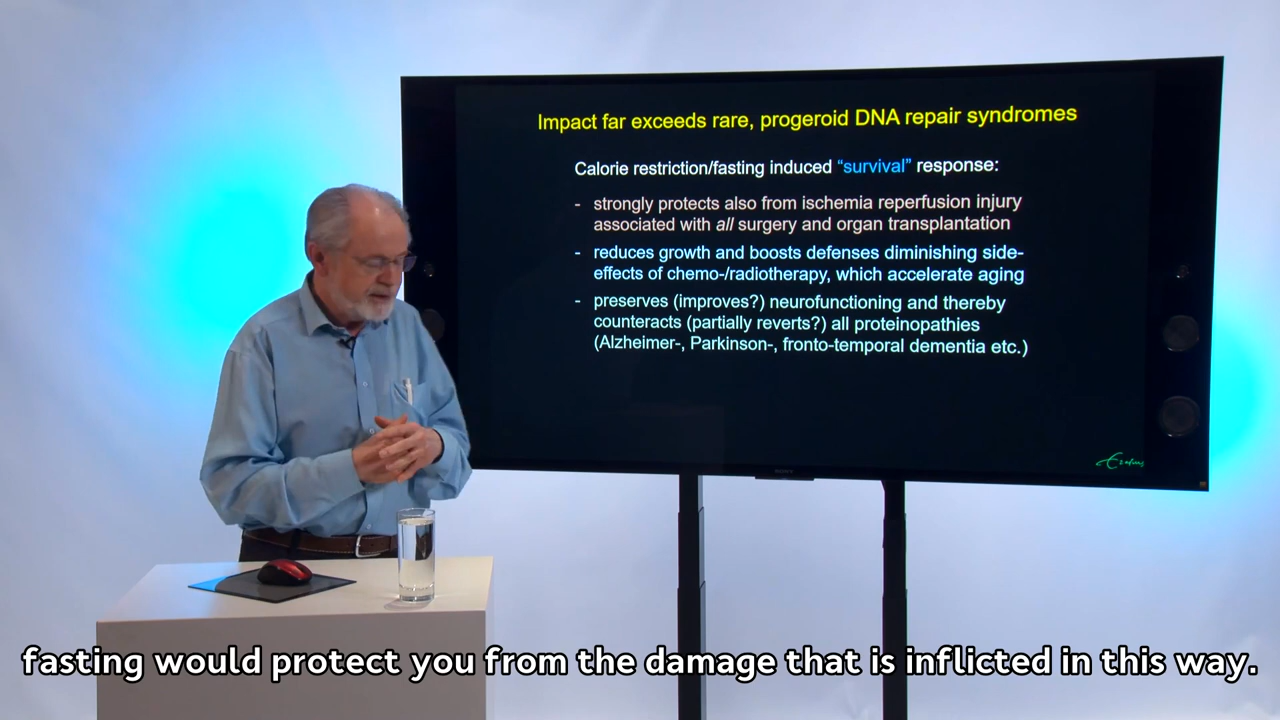 Impact far exceeds rare, progeroid DNA repair syndromes
Calorie restriction/fasting induced “survival” response:
- strongly protects also from ischemia reperfusion injury
associated with all surgery and organ transplantation
- reduces growth and boosts defenses diminishing side-
effects of chemo-/radiotherapy, which accelerate aging
- preserves (improves?) neurofunctioning and thereby
counteracts (partially reverts?) all proteinopathies
(Alzheimer-, Parkinson-, fronto-temporal dementia etc.)
SONY
fasting would protect you from the damage that is inflicted in this way.